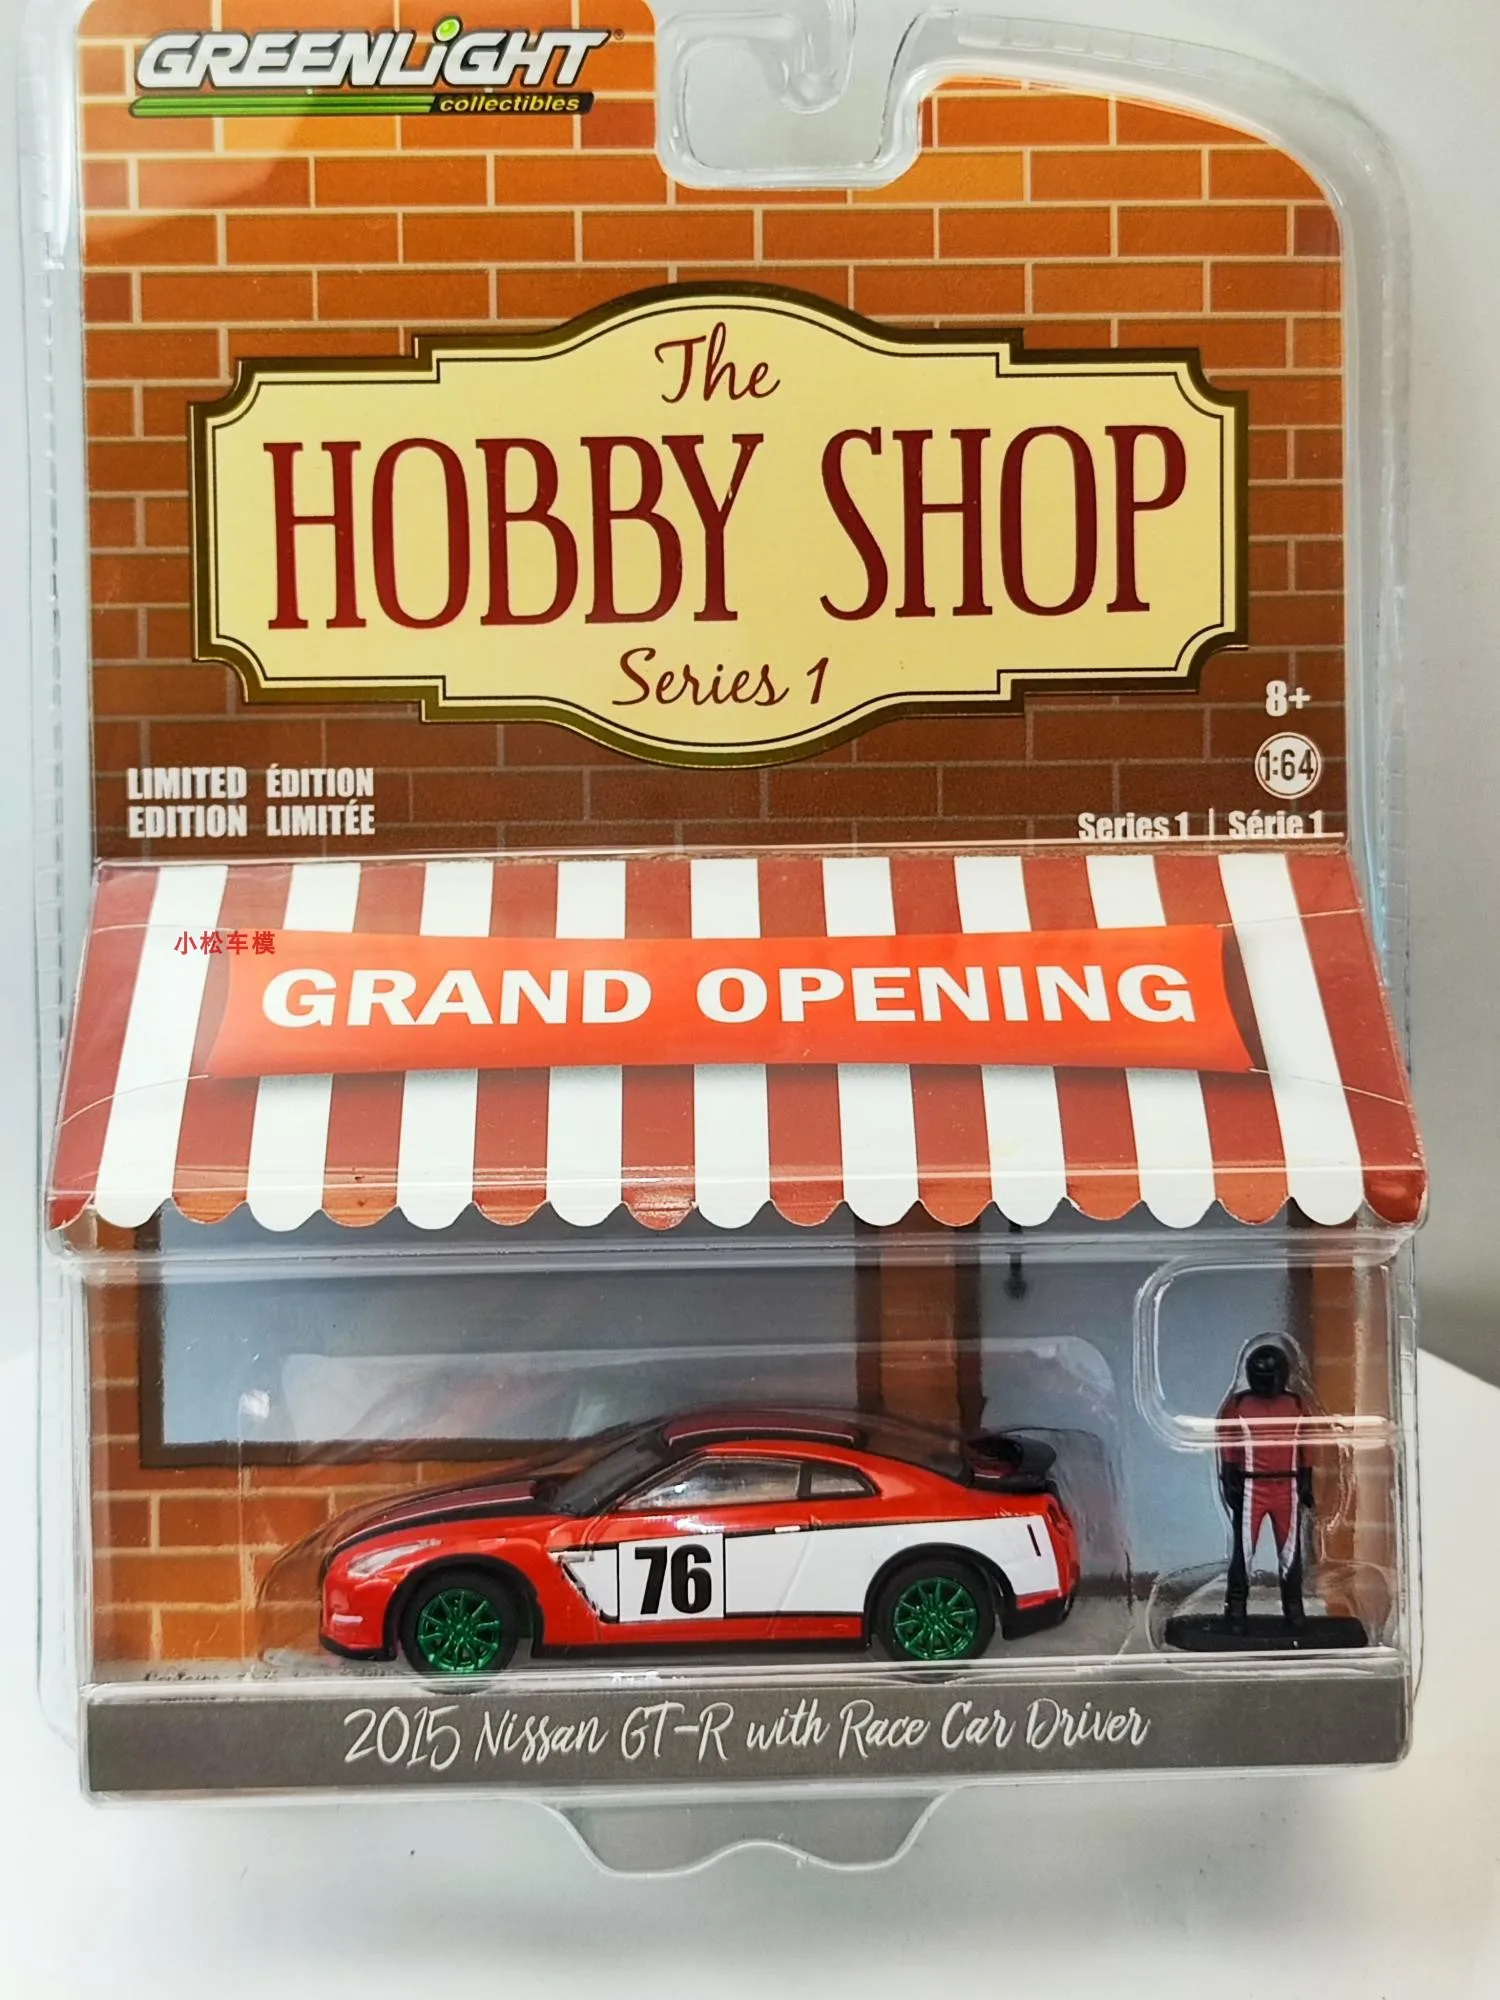 GREENLiGHT®
collectibles
The
HOBBY SHOP
Series 1
8+
1:64
LIMITED ÉDITION
EDITION LIMITÉE
Series 1 | Série 1
小松车模
GRAND OPENING
76
2015 Nissan GT-R with Race Car Driver